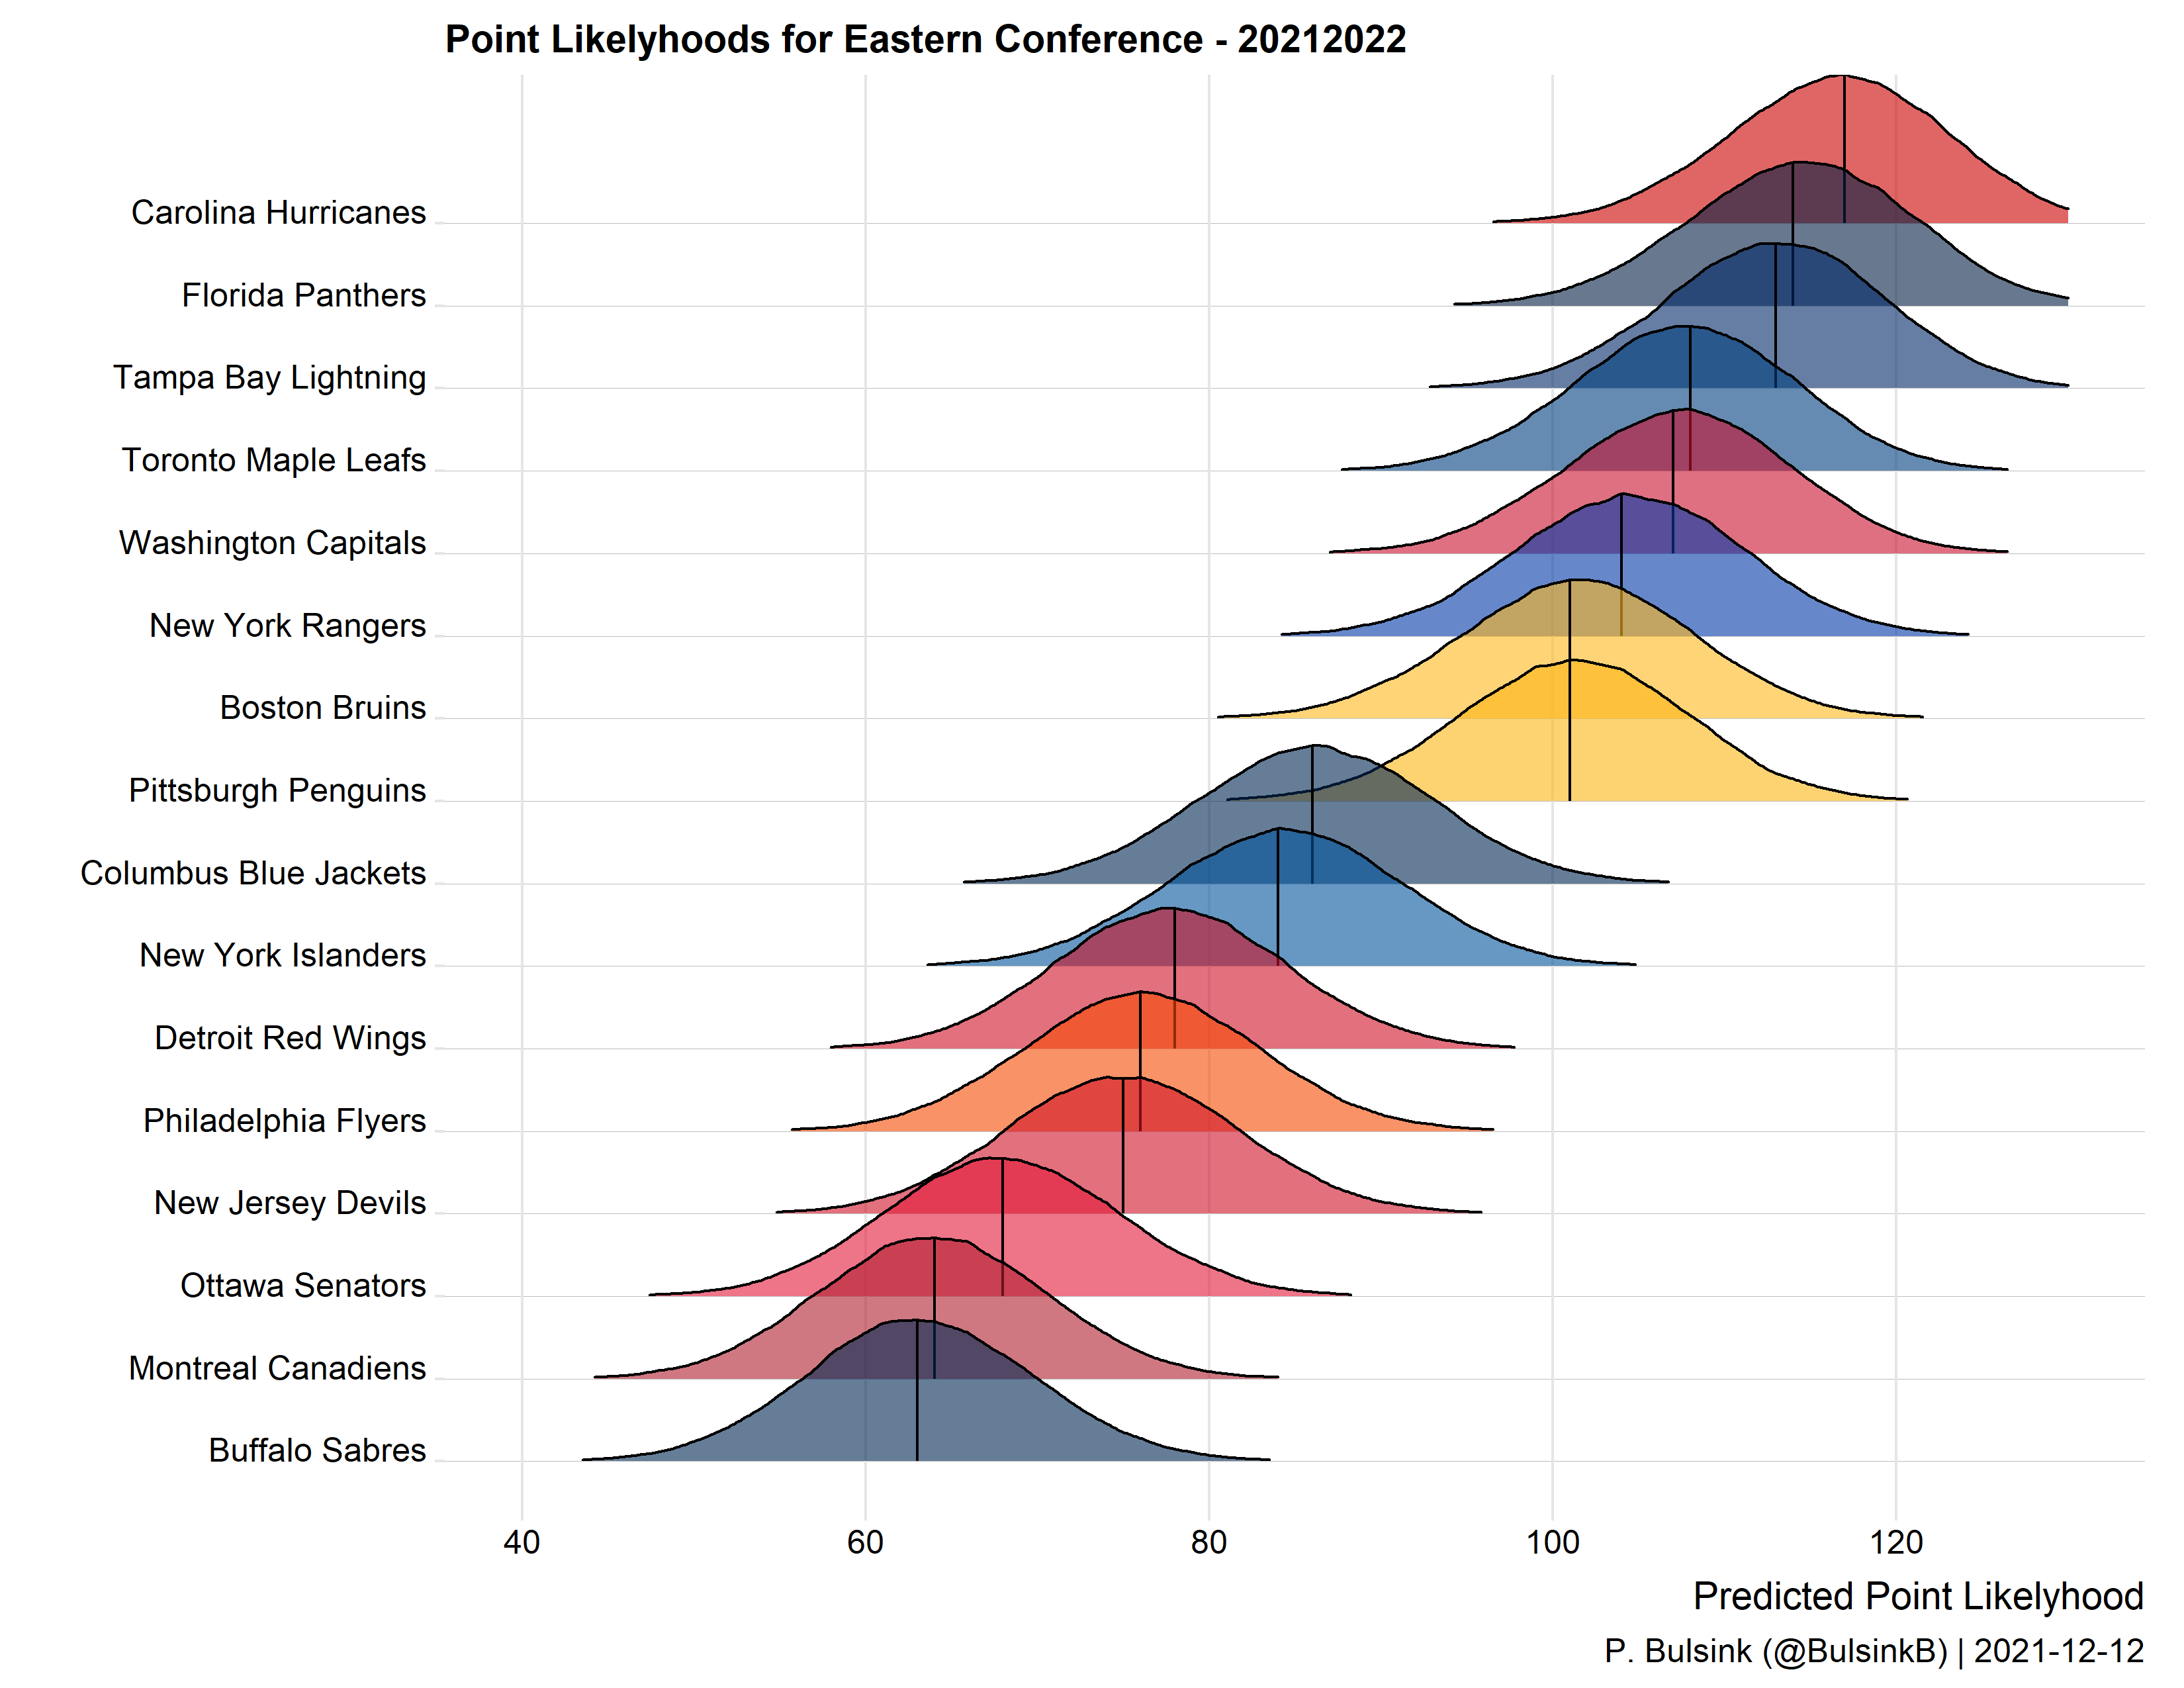 Point Likelyhoods for Eastern Conference - 20212022
Carolina Hurricanes
Florida Panthers
Tampa Bay Lightning
Toronto Maple Leafs
Washington Capitals
New York Rangers
Boston Bruins
Pittsburgh Penguins
Columbus Blue Jackets
New York Islanders
Detroit Red Wings
Philadelphia Flyers
New Jersey Devils
Ottawa Senators
Montreal Canadiens
Buffalo Sabres
40 60 80 100 120
Predicted Point Likelyhood
P. Bulsink (@BulsinkB) | 2021-12-12